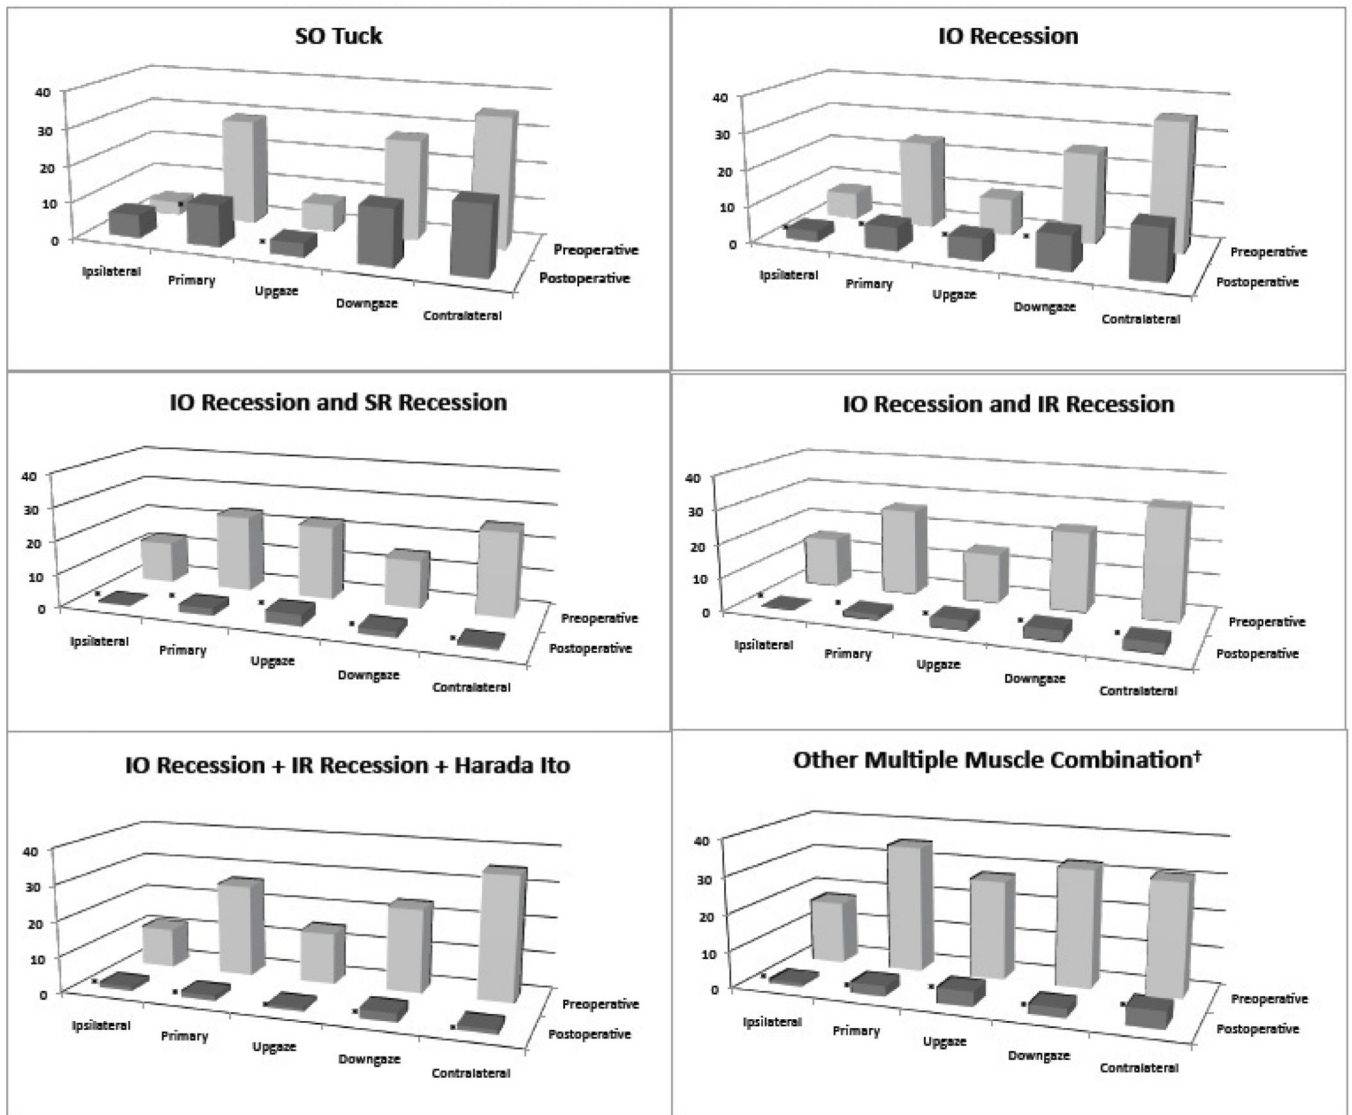 SO Tuck
40
30
20
10
0
Ipsilateral
Primary
Upgaze
Downgaze
Contralateral
Preoperative
Postoperative
IO Recession
40
30
20
10
0
Ipsilateral
Primary
Upgaze
Downgaze
Contralateral
Preoperative
Postoperative
IO Recession and SR Recession
40
30
20
10
0
Ipsilateral
Primary
Upgaze
Downgaze
Contralateral
Preoperative
Postoperative
IO Recession and IR Recession
40
30
20
10
0
Ipsilateral
Primary
Upgaze
Downgaze
Contralateral
Preoperative
Postoperative
IO Recession + IR Recession + Harada Ito
40
30
20
10
0
Ipsilateral
Primary
Upgaze
Downgaze
Contralateral
Preoperative
Postoperative
Other Multiple Muscle Combination†
40
30
20
10
0
Ipsilateral
Primary
Upgaze
Downgaze
Contralateral
Preoperative
Postoperative